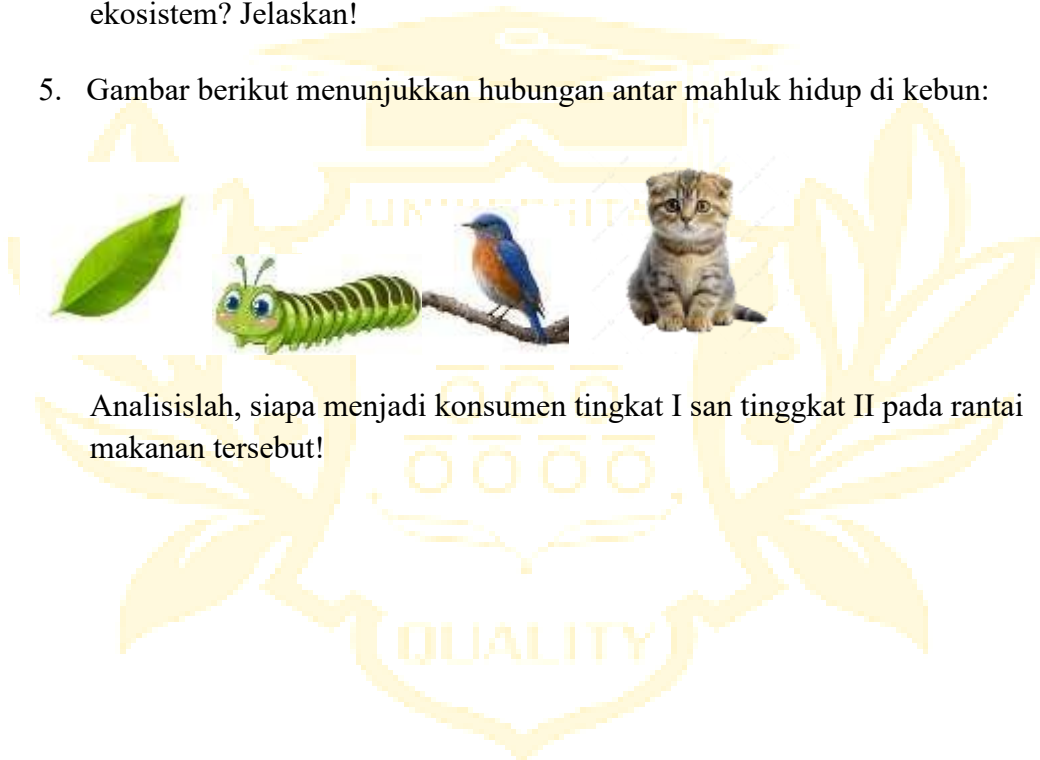 ekosistem? Jelaskan!
5. Gambar berikut menunjukkan hubungan antar mahluk hidup di kebun:
Analisislah, siapa menjadi konsumen tingkat I san tinggkat II pada rantai
makanan tersebut!
QUALITY